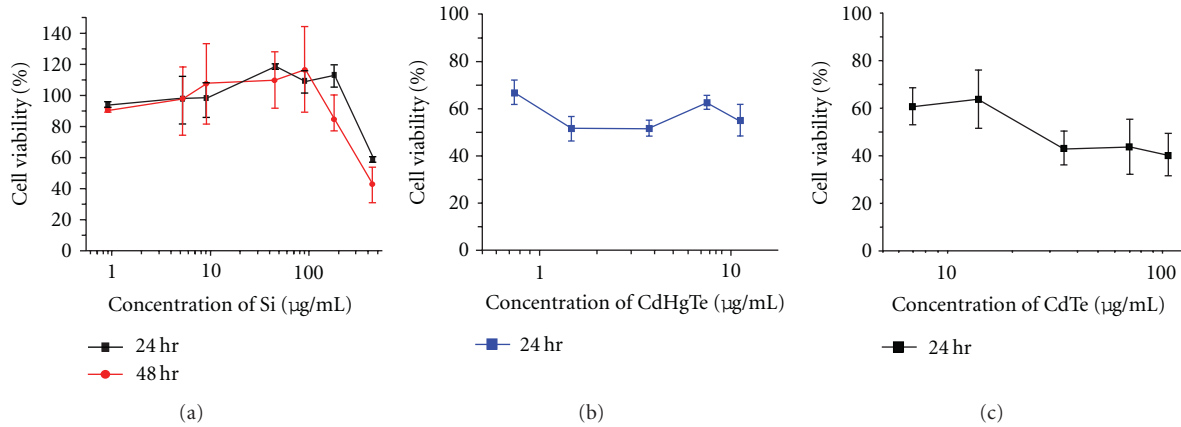 140
120
100
80
60
40
20
0
Cell viability (%)
1 10 100
Concentration of Si (μg/mL)
24 hr
48 hr
(a)
100
80
60
40
20
0
Cell viability (%)
1 10
Concentration of CdHgTe (μg/mL)
24 hr
(b)
100
80
60
40
20
0
Cell viability (%)
10 100
Concentration of CdTe (μg/mL)
24 hr
(c)